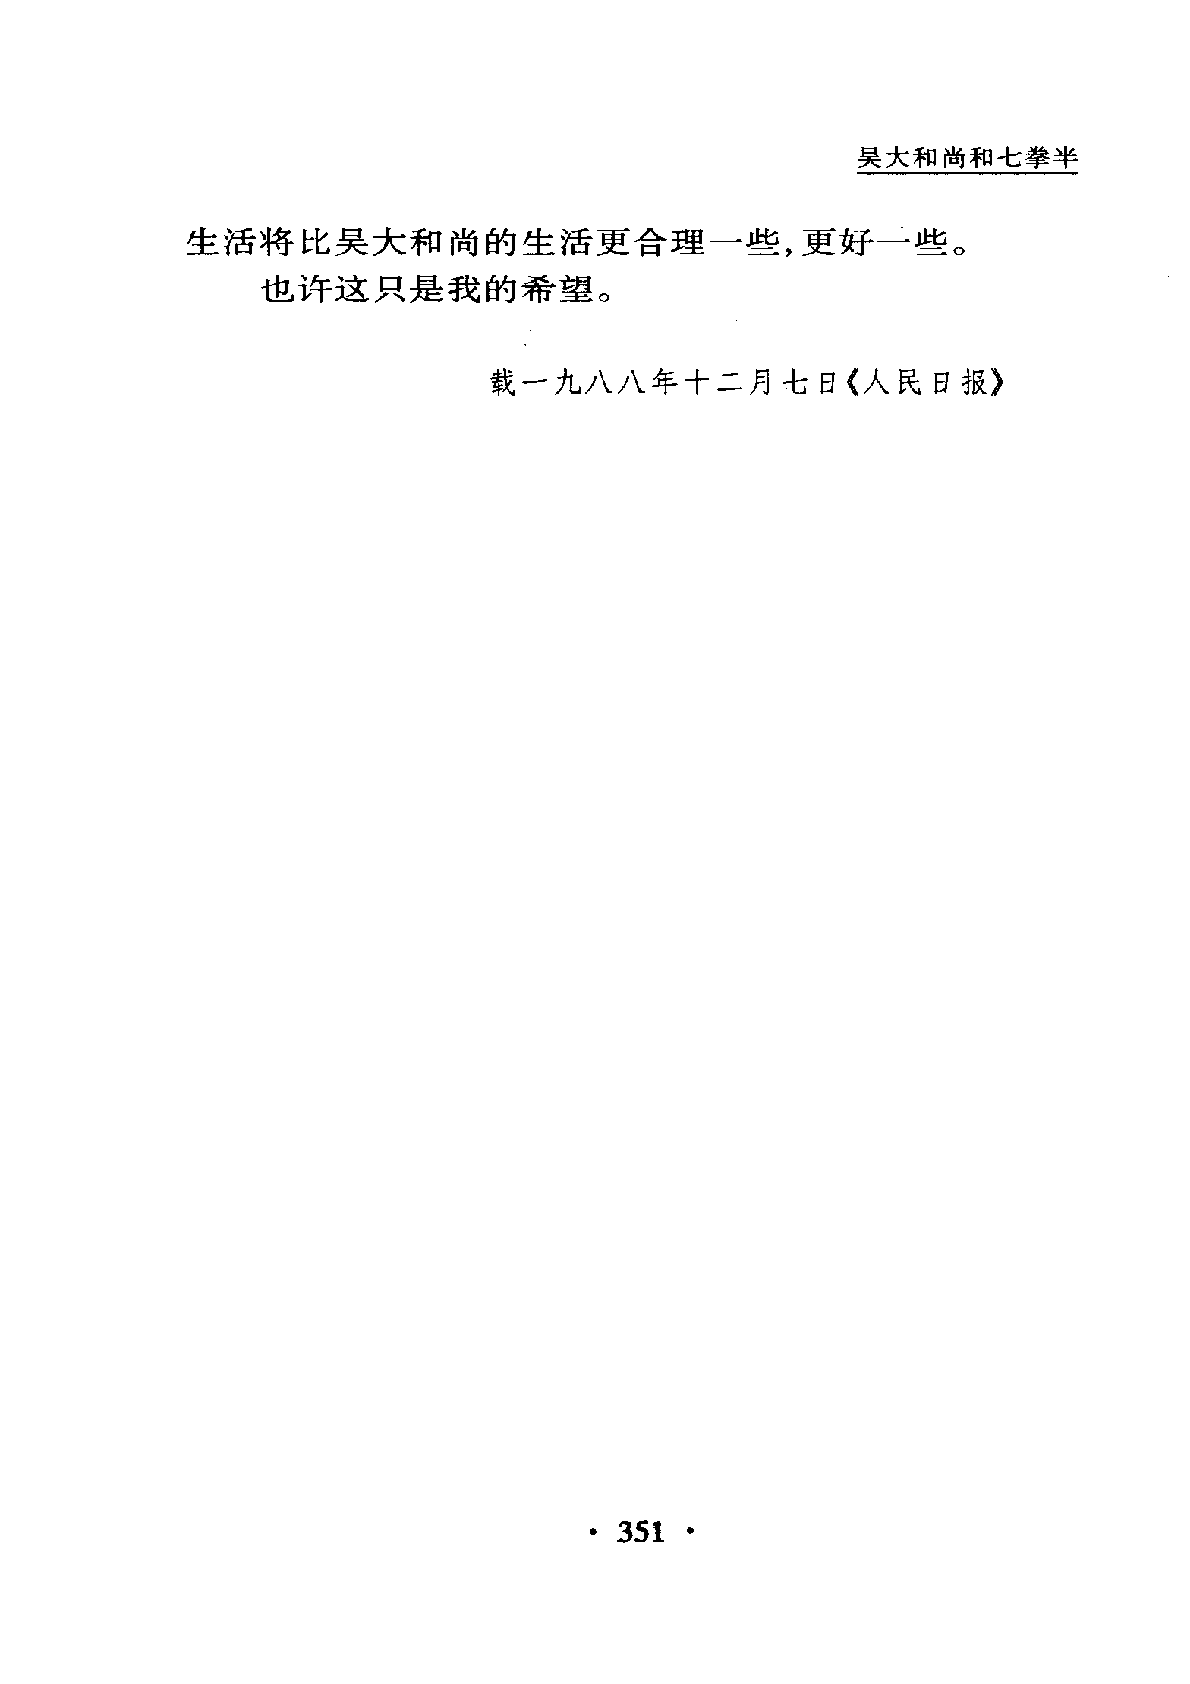 吴大和尚和七拳半
生活将比吴大和尚的生活更合理一些,更好一些。
也许这只是我的希望。
载一九八八年十二月七日《人民日报》
· 351 ·